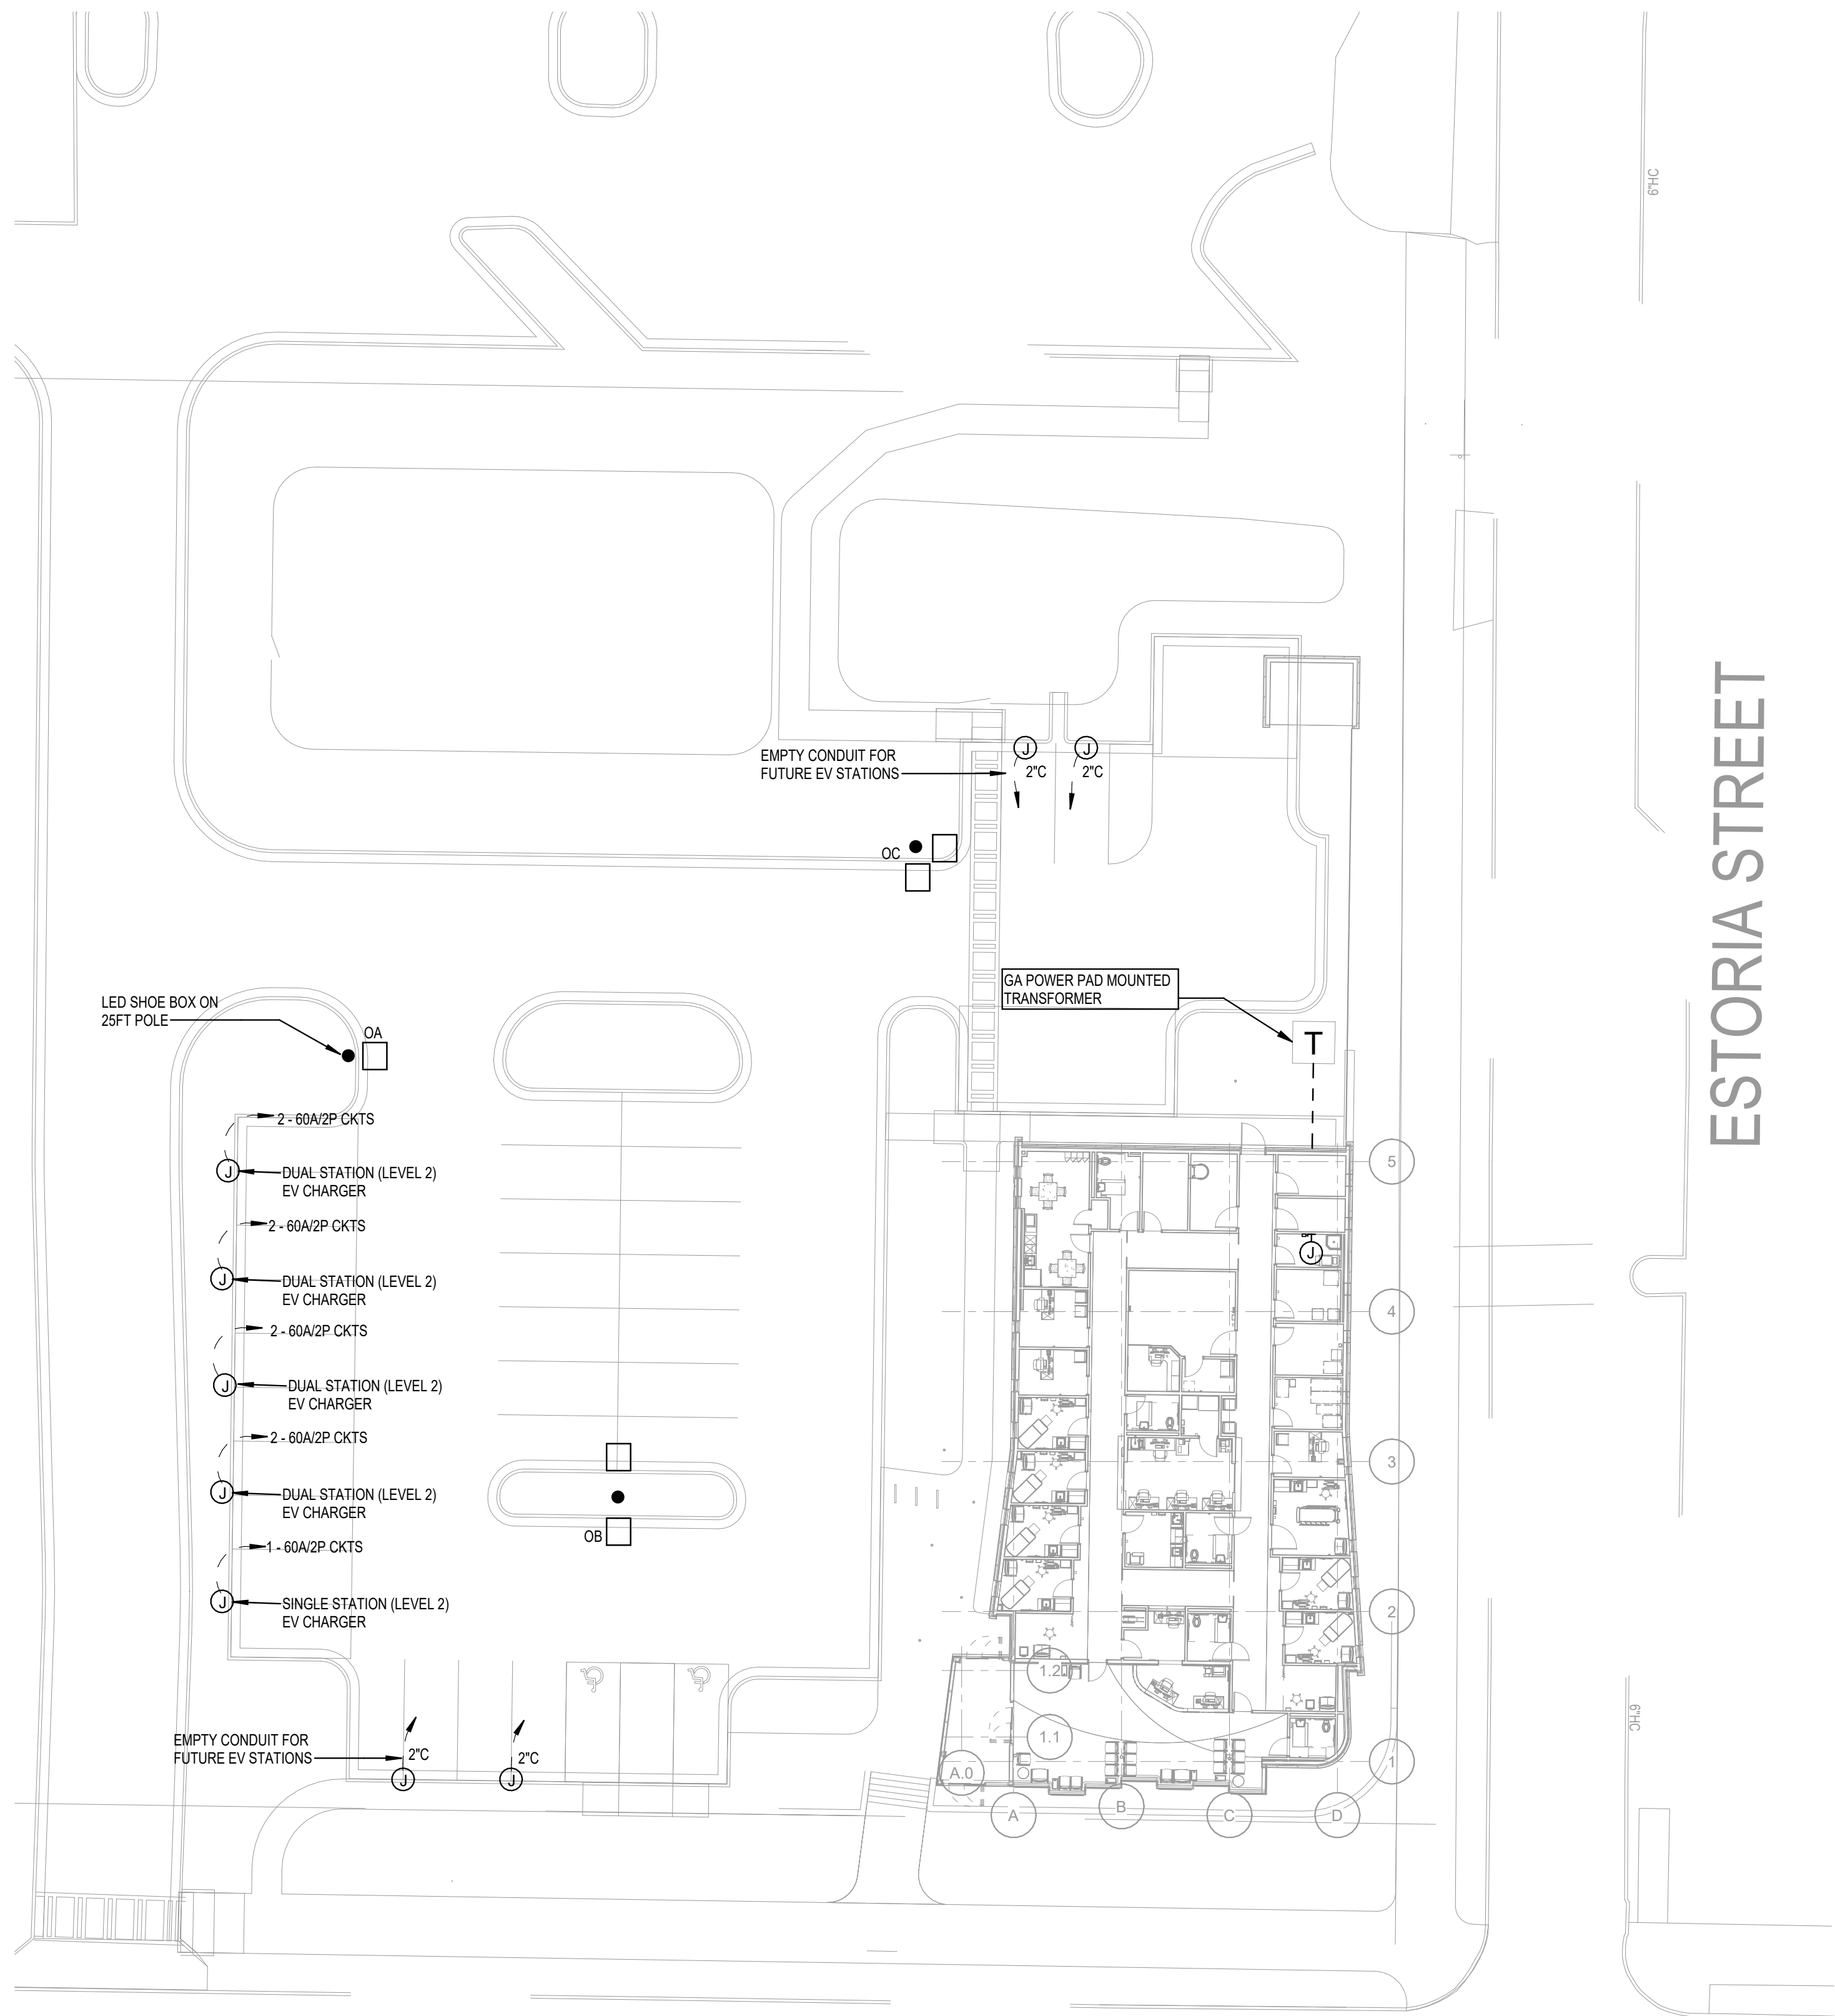 6"HC
EMPTY CONDUIT FOR
FUTURE EV STATIONS
J
J
2"C
2"C
OC
ESTORIA STREET
GA POWER PAD MOUNTED
TRANSFORMER
T
LED SHOE BOX ON
25FT POLE
OA
2 - 60A/2P CKTS
J
DUAL STATION (LEVEL 2)
EV CHARGER
5
2 - 60A/2P CKTS
J
J
DUAL STATION (LEVEL 2)
EV CHARGER
4
2 - 60A/2P CKTS
J
DUAL STATION (LEVEL 2)
EV CHARGER
2 - 60A/2P CKTS
3
J
DUAL STATION (LEVEL 2)
EV CHARGER
OB
1 - 60A/2P CKTS
J
SINGLE STATION (LEVEL 2)
EV CHARGER
2
1.2
6"HC
EMPTY CONDUIT FOR
FUTURE EV STATIONS
2"C
2"C
J
J
1.1
1
A.0
A
B
C
D